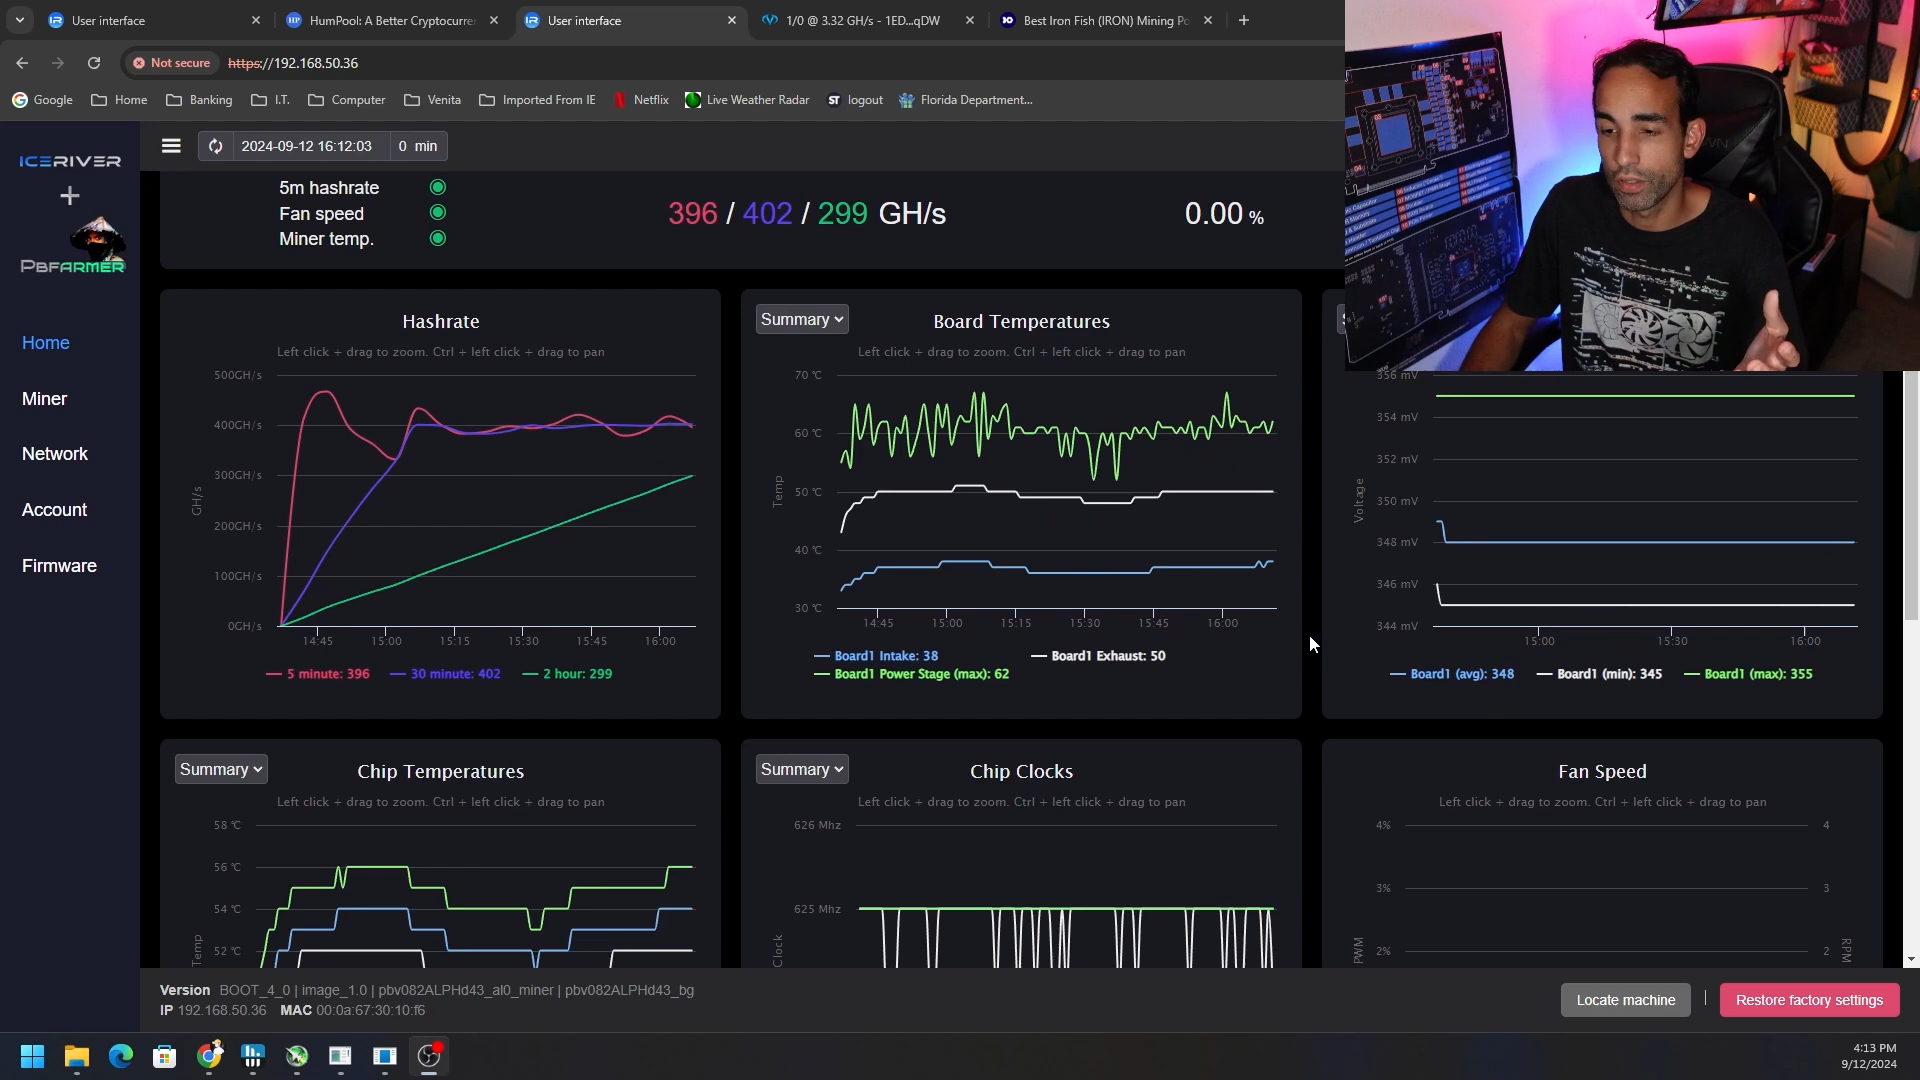 User interface
HumPool: A Better Cryptocurre
User interface
1/0 @ 3.32 GH/s - 1ED...qDW
Best Iron Fish (IRON) Mining Po
Not secure
https://192.168.50.36
Google
Home
Banking
I.T.
Computer
Venita
Imported From IE
Netflix
Live Weather Radar
ST logout
Florida Department...
ICERIVER
+
PBFARMER
Home
Miner
Network
Account
Firmware
2024-09-12 16:12:03 0 min
5m hashrate
Fan speed
Miner temp.
396 / 402 / 299 GH/s
0.00 %
Hashrate
Left click + drag to zoom. Ctrl + left click + drag to pan
500GH/s
400GH/s
300GH/s
200GH/s
100GH/s
0GH/s
GH/s
14:45 15:00 15:15 15:30 15:45 16:00
5 minute: 396 30 minute: 402 2 hour: 299
Summary
Board Temperatures
Left click + drag to zoom. Ctrl + left click + drag to pan
70 ℃
60 ℃
50 ℃
40 ℃
30 ℃
Temp
14:45 15:00 15:15 15:30 15:45 16:00
Board1 Intake: 38 Board1 Exhaust: 50
Board1 Power Stage (max): 62
356 mV
354 mV
352 mV
350 mV
348 mV
346 mV
344 mV
Voltage
15:00 15:30 16:00
Board1 (avg): 348 Board1 (min): 345 Board1 (max): 355
Summary
Chip Temperatures
Left click + drag to zoom. Ctrl + left click + drag to pan
58 ℃
56 ℃
54 ℃
52 ℃
Temp
Summary
Chip Clocks
Left click + drag to zoom. Ctrl + left click + drag to pan
626 Mhz
625 Mhz
Clock
Fan Speed
Left click + drag to zoom. Ctrl + left click + drag to pan
4% 4
3% 3
2% 2
PWM
RPM
Version BOOT_4_0 | image_1.0 | pbv082ALPHd43_al0_miner | pbv082ALPHd43_bg
IP 192.168.50.36 MAC 00:0a:67:30:10:f6
Locate machine
Restore factory settings
4:13 PM
9/12/2024